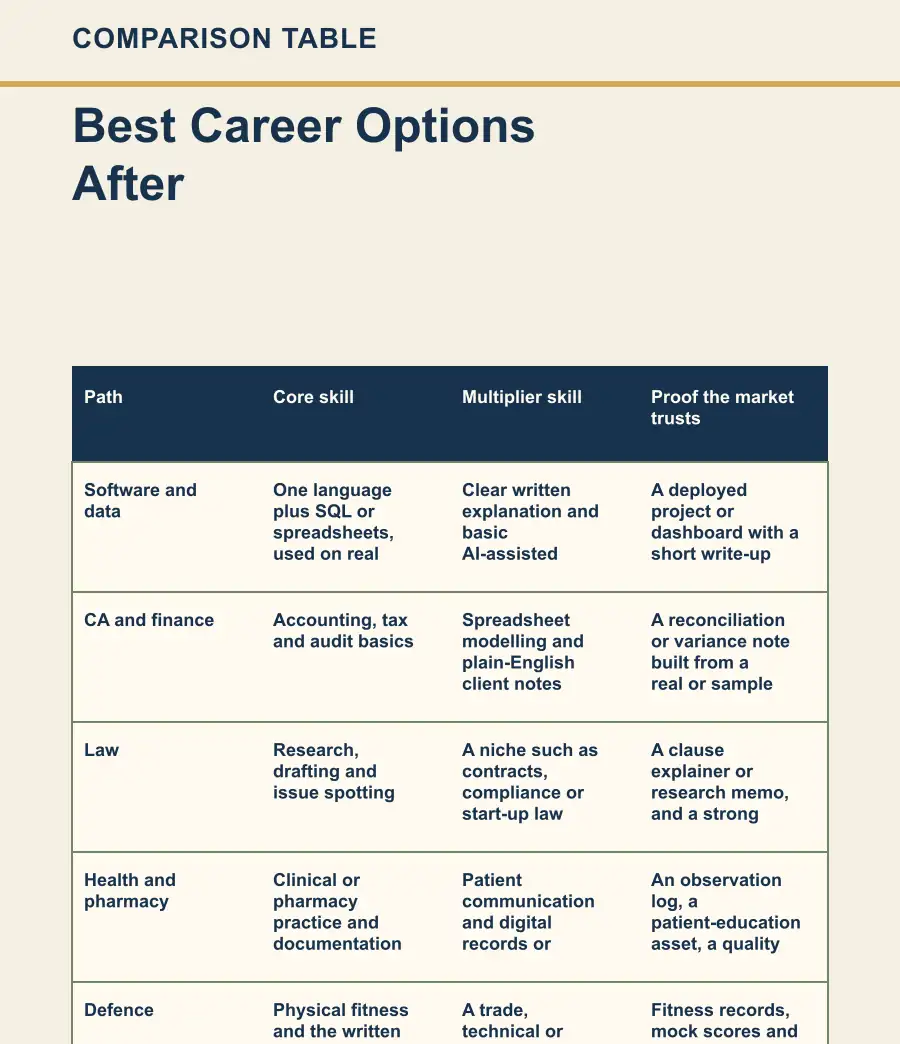 COMPARISON TABLE
Best Career Options
After
Path
Core skill
Multiplier skill
Proof the market
trusts
Software and
data
One language
plus SQL or
spreadsheets,
used on real
Clear written
explanation and
basic
AI-assisted
A deployed
project or
dashboard with a
short write-up
CA and finance
Accounting, tax
and audit basics
Spreadsheet
modelling and
plain-English
client notes
A reconciliation
or variance note
built from a
real or sample
Law
Research,
drafting and
issue spotting
A niche such as
contracts,
compliance or
start-up law
A clause
explainer or
research memo,
and a strong
Health and
pharmacy
Clinical or
pharmacy
practice and
documentation
Patient
communication
and digital
records or
An observation
log, a
patient-education
asset, a quality
Defence
Physical fitness
and the written
A trade,
technical or
Fitness records,
mock scores and